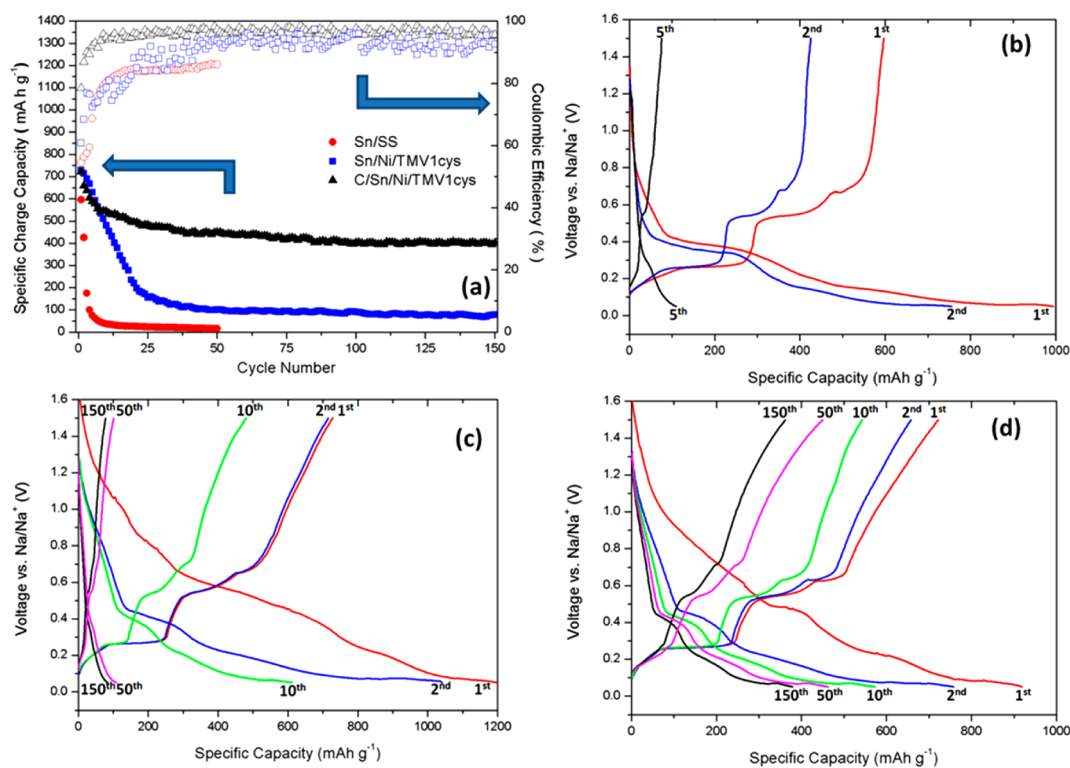 1400
1300
1200
1100
1000
900
800
700
600
500
400
300
200
100
0
Speicific Charge Capacity ( mA h g⁻¹)
0 25 50 75 100 125 150
Cycle Number
100
80
60
40
20
0
Coulombic Efficiency ( % )
Sn/SS
Sn/Ni/TMV1cys
C/Sn/Ni/TMV1cys
(a)
1.6
1.4
1.2
1.0
0.8
0.6
0.4
0.2
0.0
Voltage vs. Na/Na⁺ (V)
5th 2nd 1st
(b)
5th 2nd 1st
0 200 400 600 800 1000
Specific Capacity (mAh g⁻¹)
1.6
1.4
1.2
1.0
0.8
0.6
0.4
0.2
0.0
Voltage vs. Na/Na⁺ (V)
150th 50th 10th 2nd 1st
(c)
150th 50th 10th 2nd 1st
0 200 400 600 800 1000 1200
Specific Capacity (mAh g⁻¹)
1.6
1.4
1.2
1.0
0.8
0.6
0.4
0.2
0.0
Voltage vs. Na/Na⁺ (V)
150th 50th 10th 2nd 1st
(d)
150th 50th 10th 2nd 1st
0 200 400 600 800 1000
Specific Capacity (mAh g⁻¹)